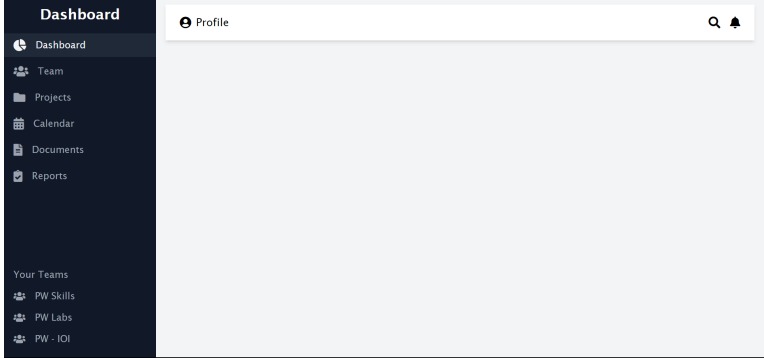 Dashboard
Profile
Dashboard
Team
Projects
Calendar
Documents
Reports
Your Teams
PW Skills
PW Labs
PW - IOI